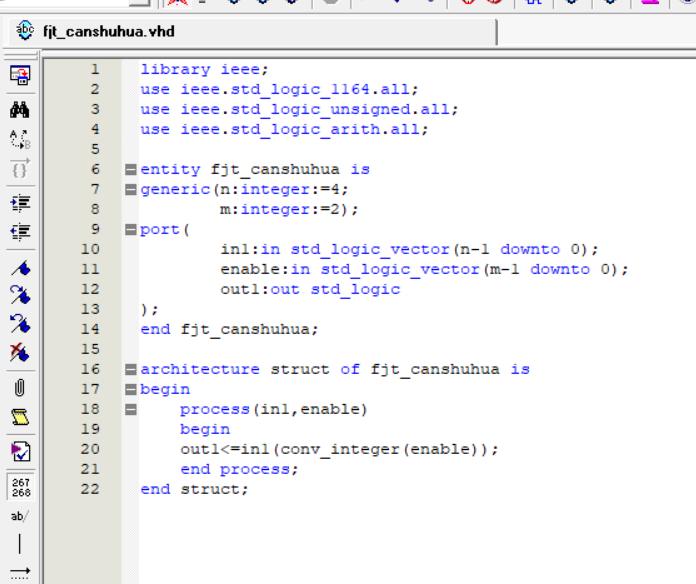 fjt_canshuhua.vhd
1 library ieee;
2 use ieee.std_logic_1164.all;
3 use ieee.std_logic_unsigned.all;
4 use ieee.std_logic_arith.all;
5
6 entity fjt_canshuhua is
7 generic(n:integer:=4;
8 m:integer:=2);
9 port(
10 in1:in std_logic_vector(n-1 downto 0);
11 enable:in std_logic_vector(m-1 downto 0);
12 out1:out std_logic
13 );
14 end fjt_canshuhua;
15
16 architecture struct of fjt_canshuhua is
17 begin
18 process(in1,enable)
19 begin
20 out1<=in1(conv_integer(enable));
21 end process;
22 end struct;
abc
267
268
ab/